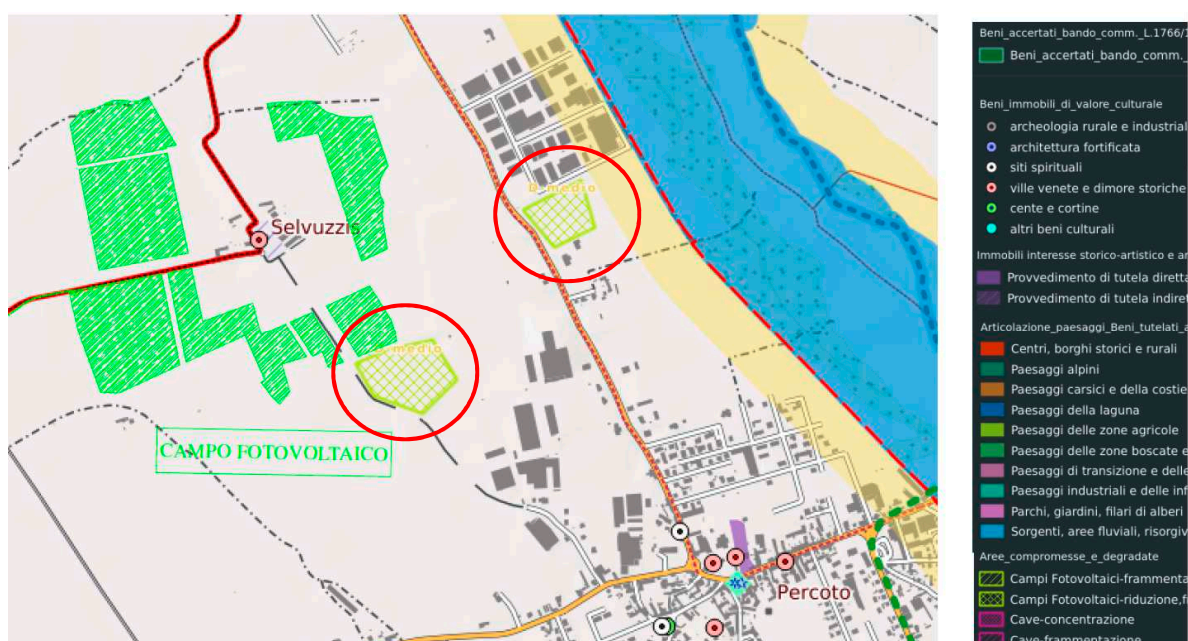 D-medio
Selvuzzis
medio
CAMPO FOTOVOLTAICO
Percoto
Beni_accertati_bando_comm._L.1766/1
Beni_accertati_bando_comm._
Beni_immobili_di_valore_culturale
archeologia rurale e industrial
architettura fortificata
siti spirituali
ville venete e dimore storiche
cente e cortine
altri beni culturali
Immobili interesse storico-artistico e ar
Provvedimento di tutela diretta
Provvedimento di tutela indiret
Articolazione_paesaggi_Beni_tutelati_a
Centri, borghi storici e rurali
Paesaggi alpini
Paesaggi carsici e della costie
Paesaggi della laguna
Paesaggi delle zone agricole
Paesaggi delle zone boscate e
Paesaggi di transizione e delle
Paesaggi industriali e delle inf
Parchi, giardini, filari di alberi
Sorgenti, aree fluviali, risorgiv
Aree_compromesse_e_degradate
Campi Fotovoltaici-frammenta
Campi Fotovoltaici-riduzione,f
Cave-concentrazione
Cave-frammentazione